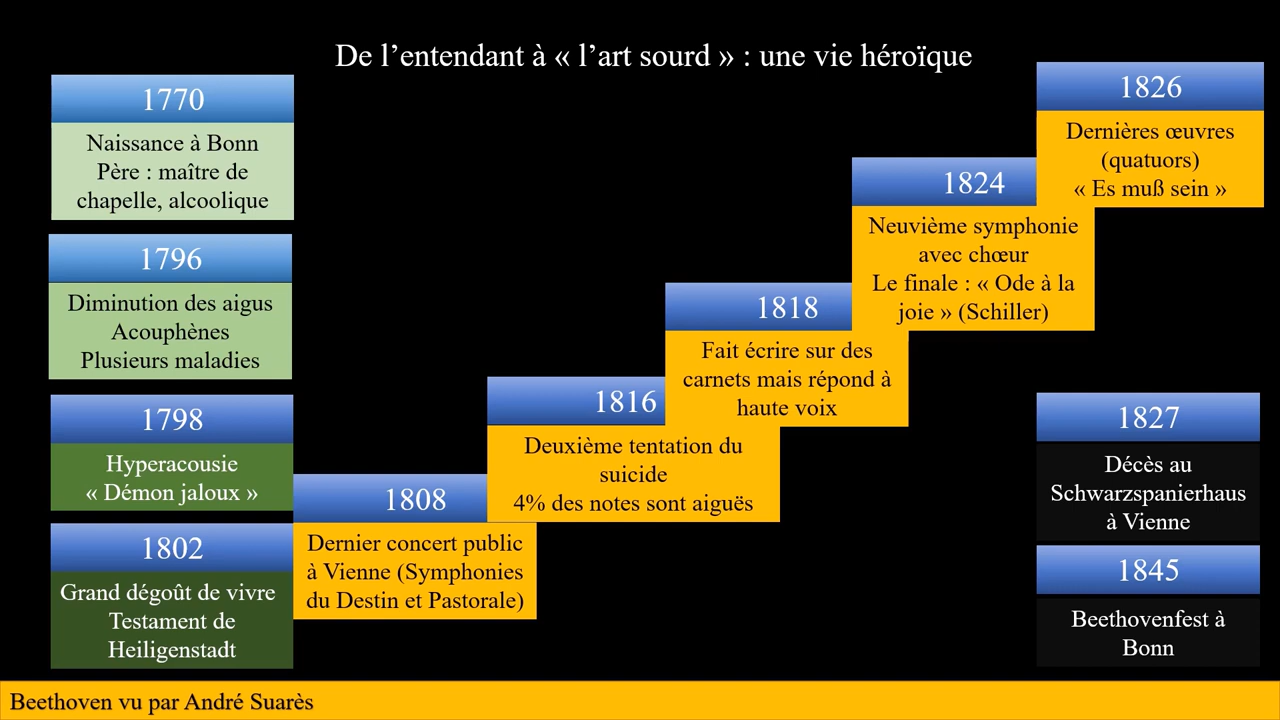 De l’entendant à « l’art sourd » : une vie héroïque
1770
Naissance à Bonn
Père : maître de
chapelle, alcoolique
1796
Diminution des aigus
Acouphènes
Plusieurs maladies
1798
Hyperacousie
« Démon jaloux »
1802
Grand dégoût de vivre
Testament de
Heiligenstadt
1808
Dernier concert public
à Vienne (Symphonies
du Destin et Pastorale)
1816
Deuxième tentation du
suicide
4% des notes sont aiguës
1818
Fait écrire sur des
carnets mais répond à
haute voix
1824
Neuvième symphonie
avec chœur
Le finale : « Ode à la
joie » (Schiller)
1826
Dernières œuvres
(quatuors)
« Es muß sein »
1827
Décès au
Schwarzspanierhaus
à Vienne
1845
Beethovenfest à
Bonn
Beethoven vu par André Suarès